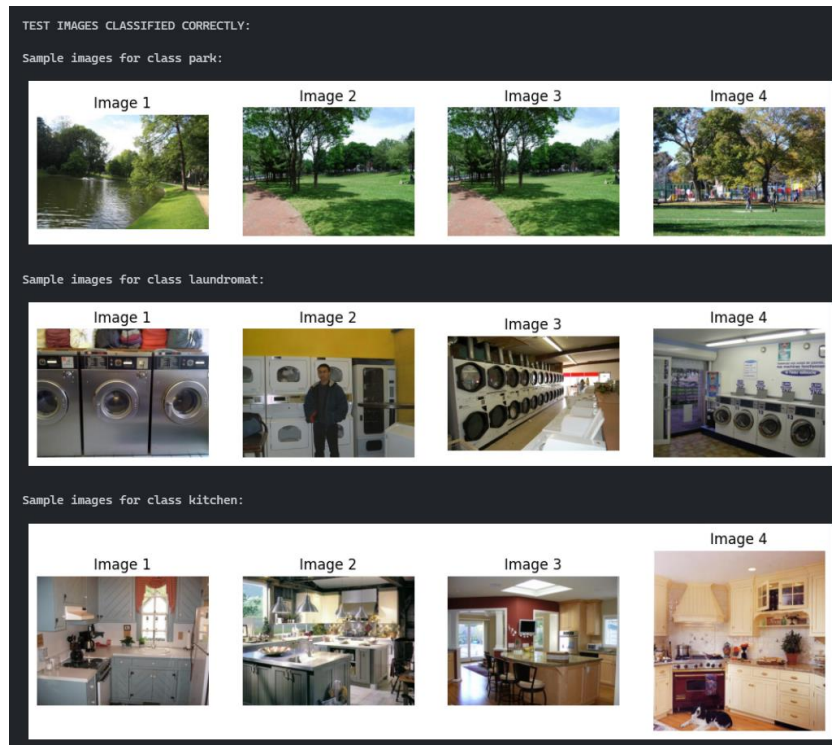 TEST IMAGES CLASSIFIED CORRECTLY:
Sample images for class park:
Image 1 Image 2 Image 3 Image 4
Sample images for class laundromat:
Image 1 Image 2 Image 3 Image 4
Sample images for class kitchen:
Image 1 Image 2 Image 3 Image 4